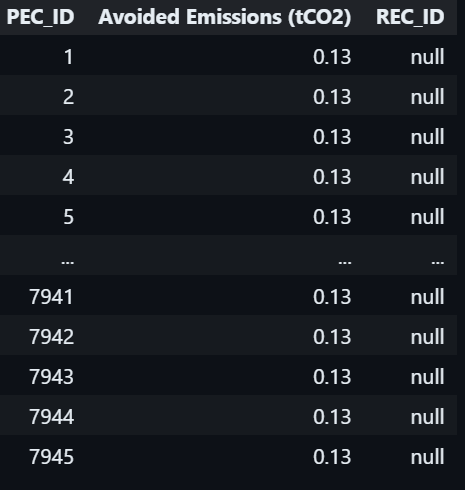 PEC_ID Avoided Emissions (tCO2) REC_ID
1 0.13 null
2 0.13 null
3 0.13 null
4 0.13 null
5 0.13 null
... ... ...
7941 0.13 null
7942 0.13 null
7943 0.13 null
7944 0.13 null
7945 0.13 null